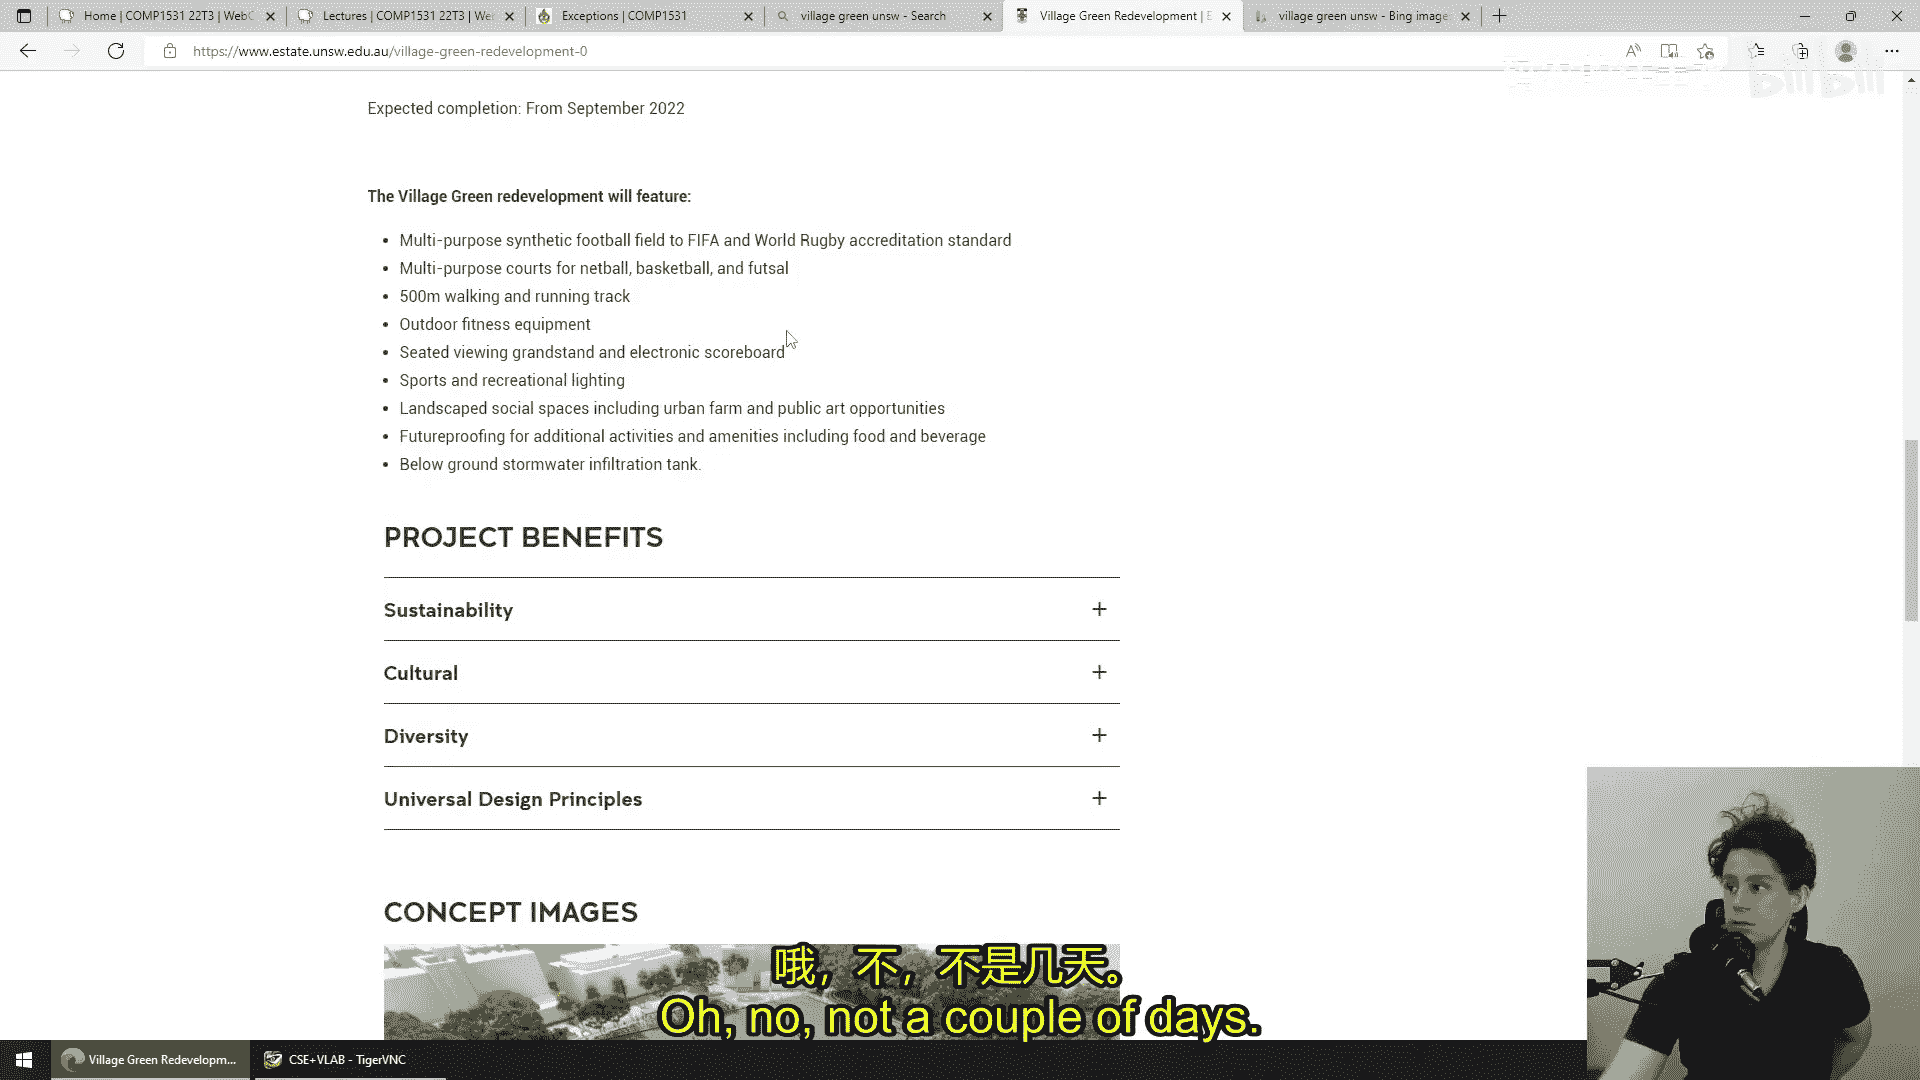 Home | COMP1531 22T3 | WebC
Lectures | COMP1531 22T3 | We
Exceptions | COMP1531
village green unsw - Search
Village Green Redevelopment | E
village green unsw - Bing image
https://www.estate.unsw.edu.au/village-green-redevelopment-0
Expected completion: From September 2022
The Village Green redevelopment will feature:
• Multi-purpose synthetic football field to FIFA and World Rugby accreditation standard
• Multi-purpose courts for netball, basketball, and futsal
• 500m walking and running track
• Outdoor fitness equipment
• Seated viewing grandstand and electronic scoreboard
• Sports and recreational lighting
• Landscaped social spaces including urban farm and public art opportunities
• Futureproofing for additional activities and amenities including food and beverage
• Below ground stormwater infiltration tank.
PROJECT BENEFITS
Sustainability +
Cultural +
Diversity +
Universal Design Principles +
CONCEPT IMAGES
哦，不，不是几天。
Oh, no, not a couple of days.
Village Green Redevelopm...
CSE+VLAB - TigerVNC